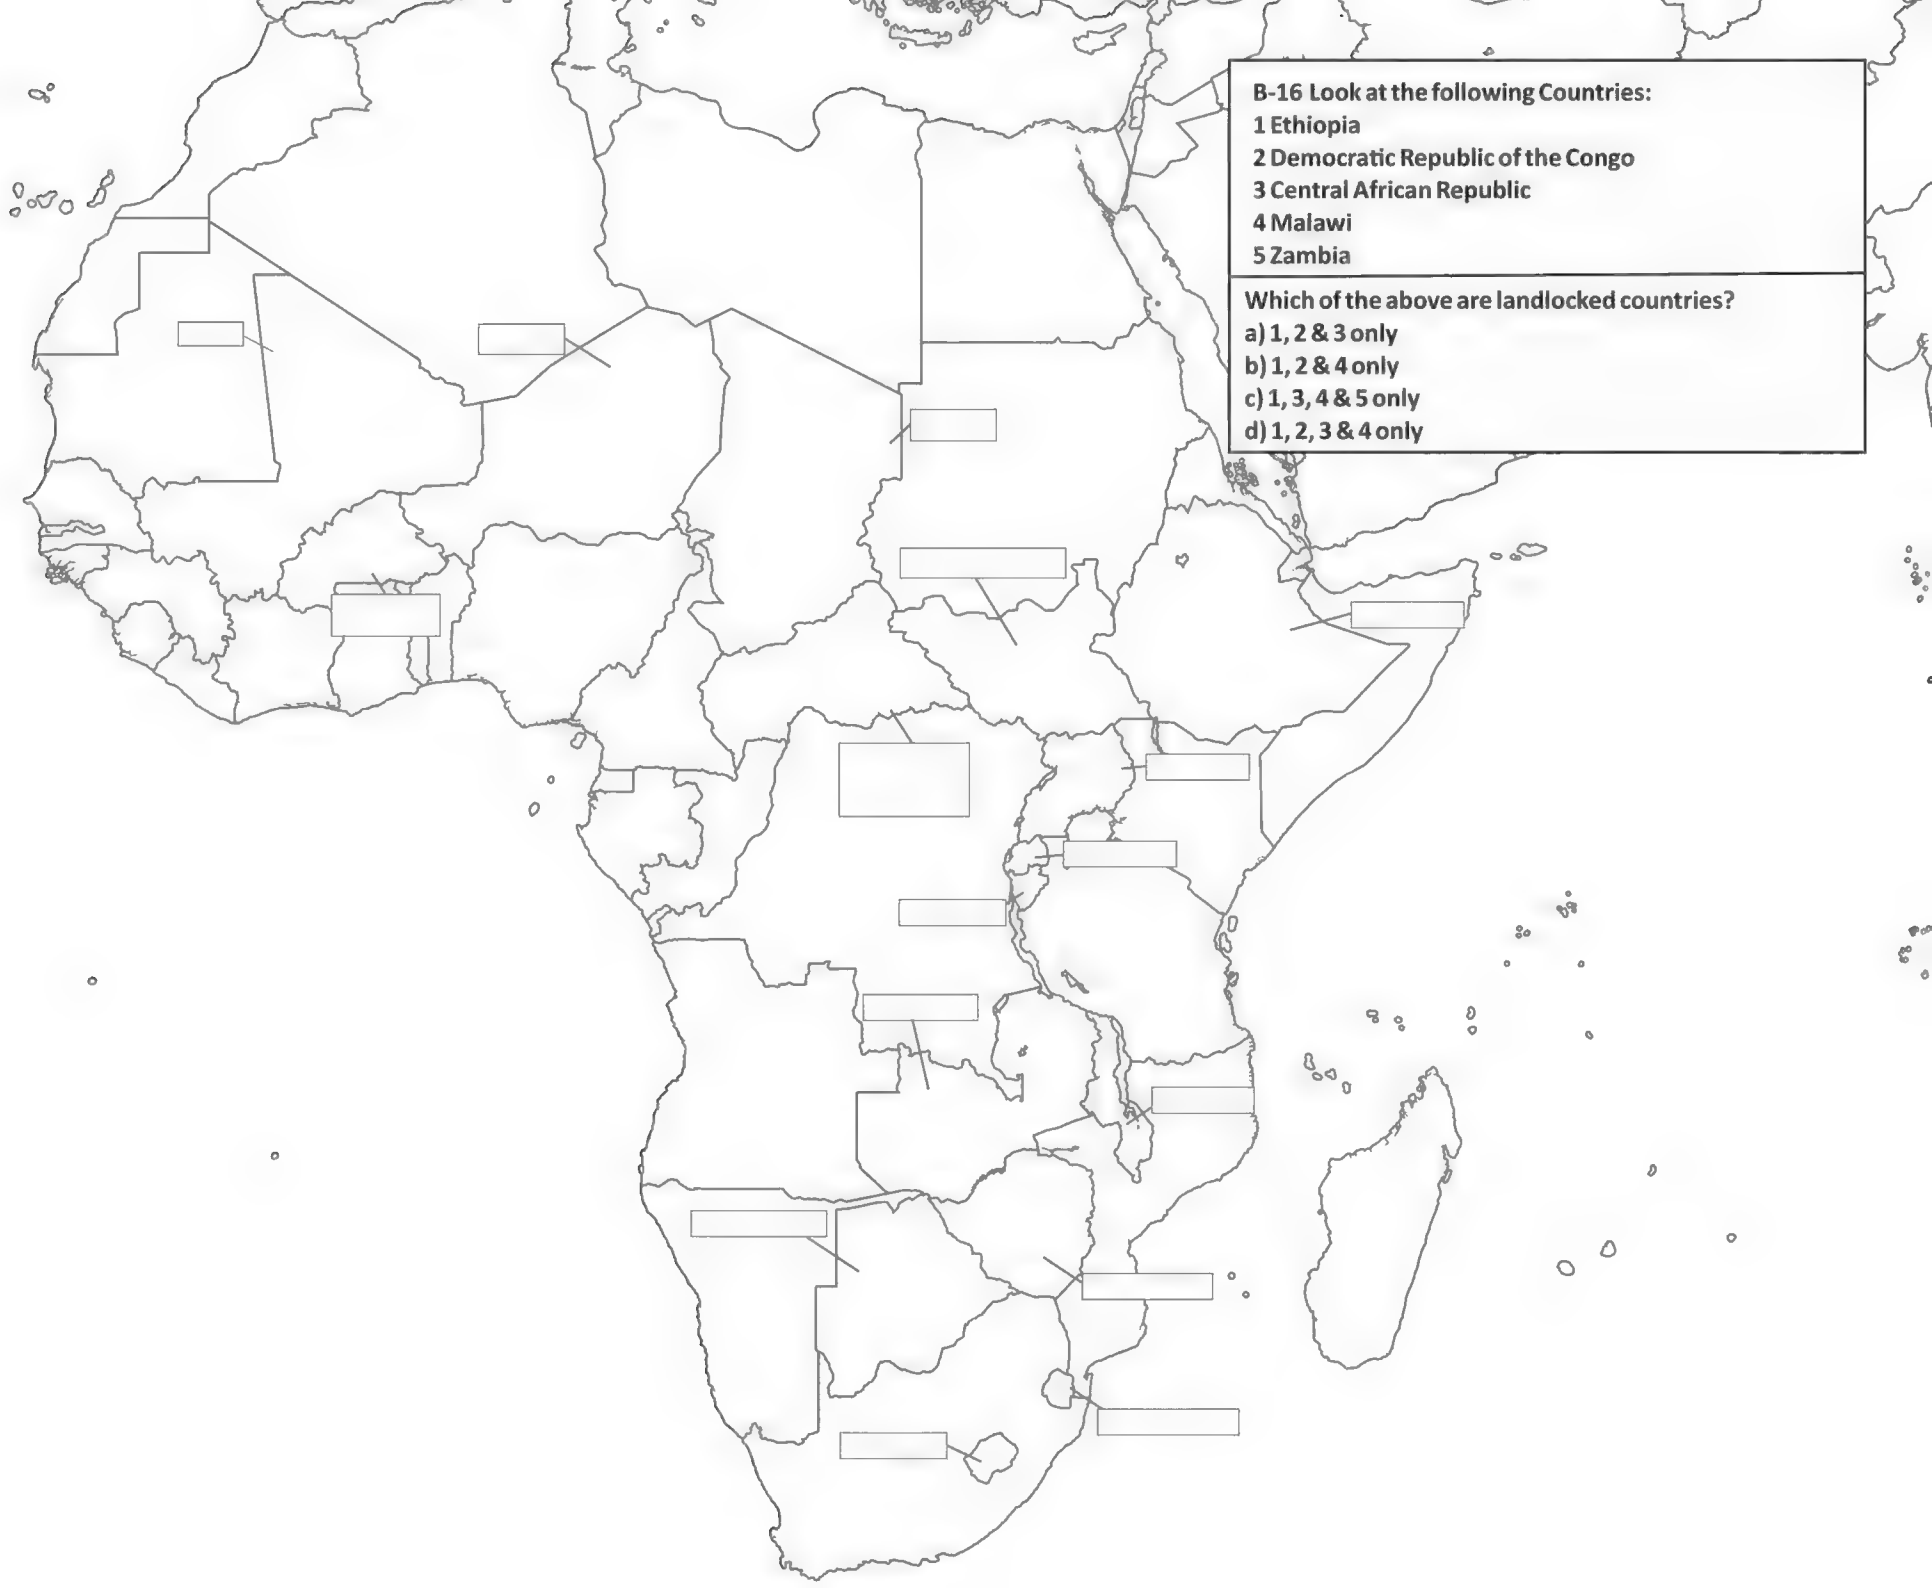 B-16 Look at the following Countries:
1 Ethiopia
2 Democratic Republic of the Congo
3 Central African Republic
4 Malawi
5 Zambia
Which of the above are landlocked countries?
a) 1, 2 & 3 only
b) 1, 2 & 4 only
c) 1, 3, 4 & 5 only
d) 1, 2, 3 & 4 only